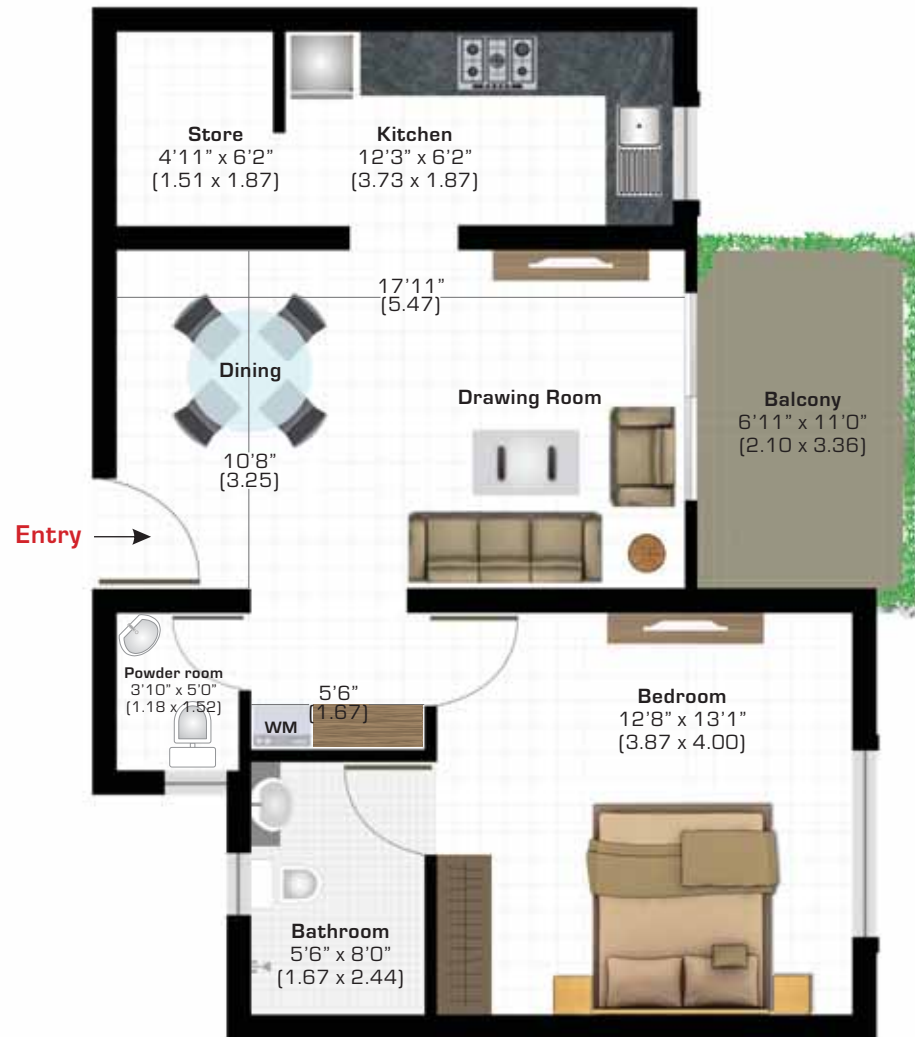 Store
4'11” x 6'2”
(1.51 x 1.87)
Kitchen
12'3” x 6'2”
(3.73 x 1.87)
17'11”
(5.47)
Dining
Drawing Room
Balcony
6'11” x 11'0”
(2.10 x 3.36)
10'8”
(3.25)
Entry
Powder room
3'10” x 5'0”
(1.18 x 1.52)
5'6”
(1.67)
WM
Bedroom
12'8” x 13'1”
(3.87 x 4.00)
Bathroom
5'6” x 8'0”
(1.67 x 2.44)